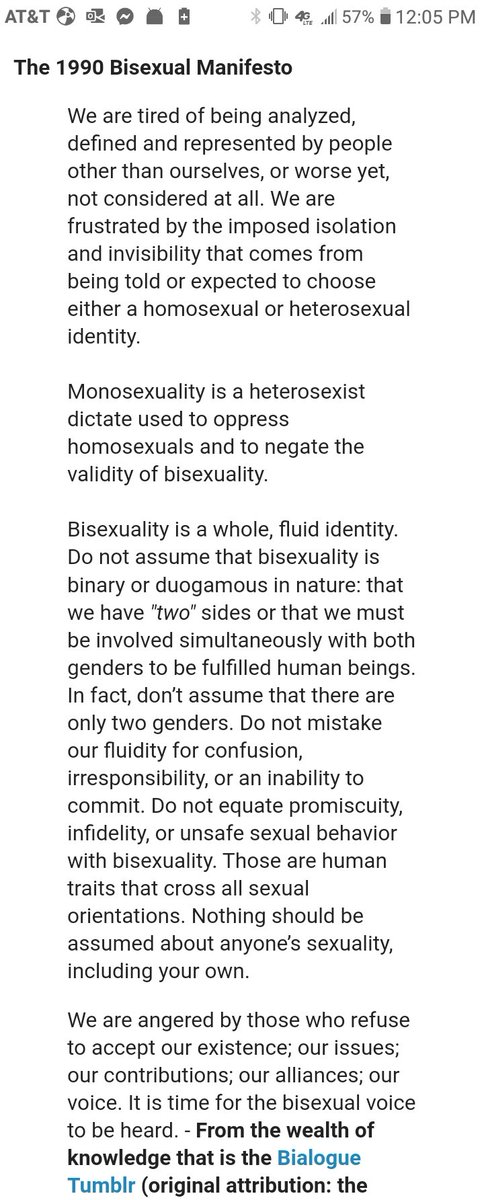 AT&T 4G LTE 57% 12:05 PM
The 1990 Bisexual Manifesto
We are tired of being analyzed,
defined and represented by people
other than ourselves, or worse yet,
not considered at all. We are
frustrated by the imposed isolation
and invisibility that comes from
being told or expected to choose
either a homosexual or heterosexual
identity.
Monosexuality is a heterosexist
dictate used to oppress
homosexuals and to negate the
validity of bisexuality.
Bisexuality is a whole, fluid identity.
Do not assume that bisexuality is
binary or duogamous in nature: that
we have "two" sides or that we must
be involved simultaneously with both
genders to be fulfilled human beings.
In fact, don’t assume that there are
only two genders. Do not mistake
our fluidity for confusion,
irresponsibility, or an inability to
commit. Do not equate promiscuity,
infidelity, or unsafe sexual behavior
with bisexuality. Those are human
traits that cross all sexual
orientations. Nothing should be
assumed about anyone’s sexuality,
including your own.
We are angered by those who refuse
to accept our existence; our issues;
our contributions; our alliances; our
voice. It is time for the bisexual voice
to be heard. - From the wealth of
knowledge that is the Bialogue
Tumblr (original attribution: the